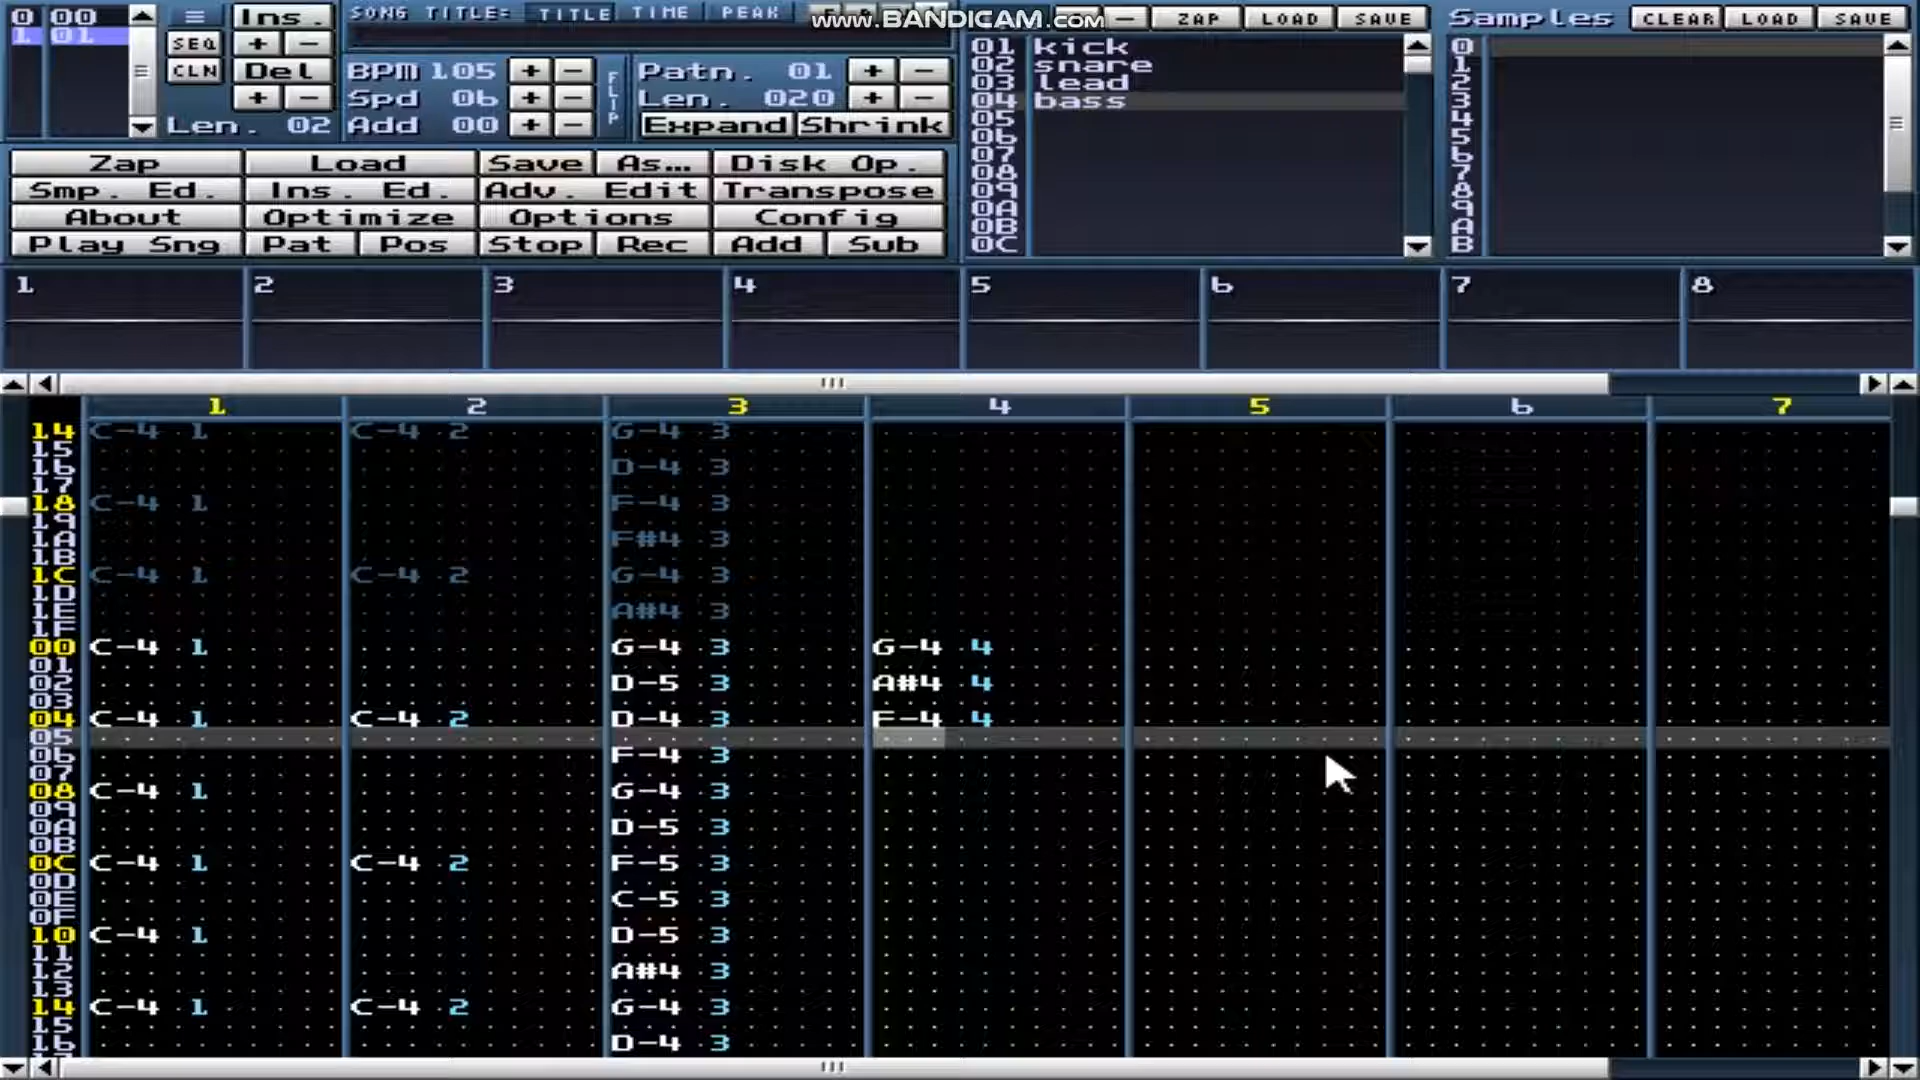 0 00 Ins. SONG TITLE: TITLE TIME PEAK www.BANDICAM.com
1 01 SEQ + -
CLN Del
+ -
Len. 02
BPM 105 + - Patn. 01 + -
Spd 06 + - Len. 020 + -
Add 00 + - Expand Shrink
FLIP
Zap Load Save As... Disk Op.
Smp. Ed. Ins. Ed. Adv. Edit Transpose
About Optimize Options Config
Play Sng Pat Pos Stop Rec Add Sub
- ZAP LOAD SAVE
01 kick
02 snare
03 lead
04 bass
05
06
07
08
09
0A
0B
0C
Samples CLEAR LOAD SAVE
0
1
2
3
4
5
6
7
8
9
A
B
1 2 3 4 5 6 7 8
1 2 3 4 5 6 7
14 C-4 1 C-4 2 G-4 3
15
16 D-4 3
17
18 C-4 1 F-4 3
19
1A F#4 3
1B
1C C-4 1 C-4 2 G-4 3
1D
1E A#4 3
1F
00 C-4 1 G-4 3 G-4 4
01
02 D-5 3 A#4 4
03
04 C-4 1 C-4 2 D-4 3 F-4 4
05
06 F-4 3
07
08 C-4 1 G-4 3
09
0A D-5 3
0B
0C C-4 1 C-4 2 F-5 3
0D
0E C-5 3
0F
10 C-4 1 D-5 3
11
12 A#4 3
13
14 C-4 1 C-4 2 G-4 3
15
16 D-4 3